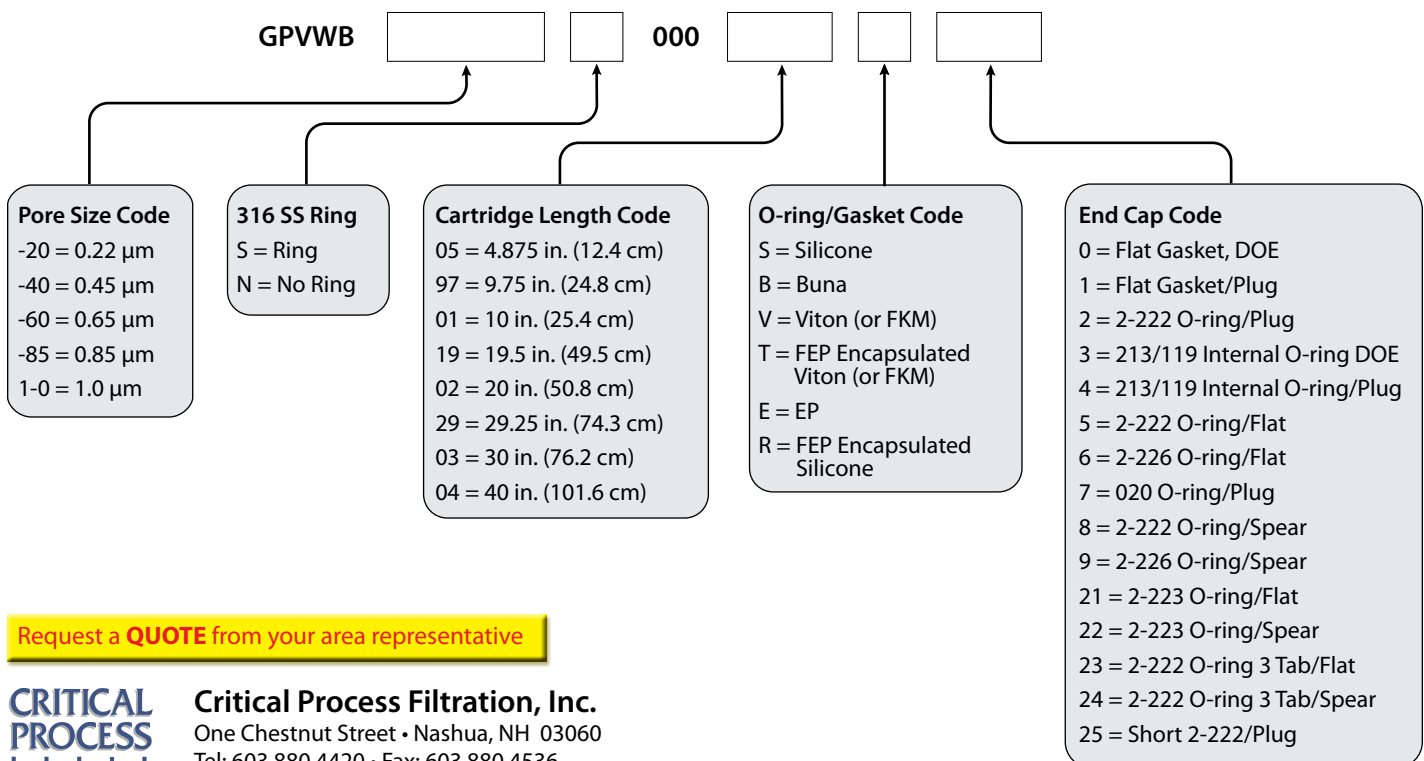 GPVWB 000
Pore Size Code
-20 = 0.22 µm
-40 = 0.45 µm
-60 = 0.65 µm
-85 = 0.85 µm
1-0 = 1.0 µm
316 SS Ring
S = Ring
N = No Ring
Cartridge Length Code
05 = 4.875 in. (12.4 cm)
97 = 9.75 in. (24.8 cm)
01 = 10 in. (25.4 cm)
19 = 19.5 in. (49.5 cm)
02 = 20 in. (50.8 cm)
29 = 29.25 in. (74.3 cm)
03 = 30 in. (76.2 cm)
04 = 40 in. (101.6 cm)
O-ring/Gasket Code
S = Silicone
B = Buna
V = Viton (or FKM)
T = FEP Encapsulated
Viton (or FKM)
E = EP
R = FEP Encapsulated
Silicone
End Cap Code
0 = Flat Gasket, DOE
1 = Flat Gasket/Plug
2 = 2-222 O-ring/Plug
3 = 213/119 Internal O-ring DOE
4 = 213/119 Internal O-ring/Plug
5 = 2-222 O-ring/Flat
6 = 2-226 O-ring/Flat
7 = 020 O-ring/Plug
8 = 2-222 O-ring/Spear
9 = 2-226 O-ring/Spear
21 = 2-223 O-ring/Flat
22 = 2-223 O-ring/Spear
23 = 2-222 O-ring 3 Tab/Flat
24 = 2-222 O-ring 3 Tab/Spear
25 = Short 2-222/Plug
Request a QUOTE from your area representative
CRITICAL
PROCESS
Critical Process Filtration, Inc.
One Chestnut Street • Nashua, NH 03060
Tel: 603.880.4420 • Fax: 603.880.4536